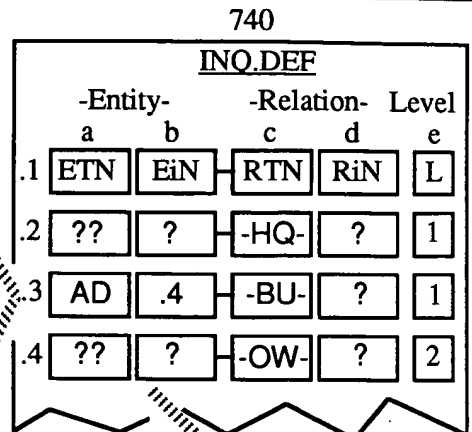 740
INQ.DEF
-Entity- -Relation- Level
a b c d e
.1 ETN EiN RTN RiN L
.2 ?? ? -HQ- ? 1
.3 AD .4 -BU- ? 1
.4 ?? ? -OW- ? 2